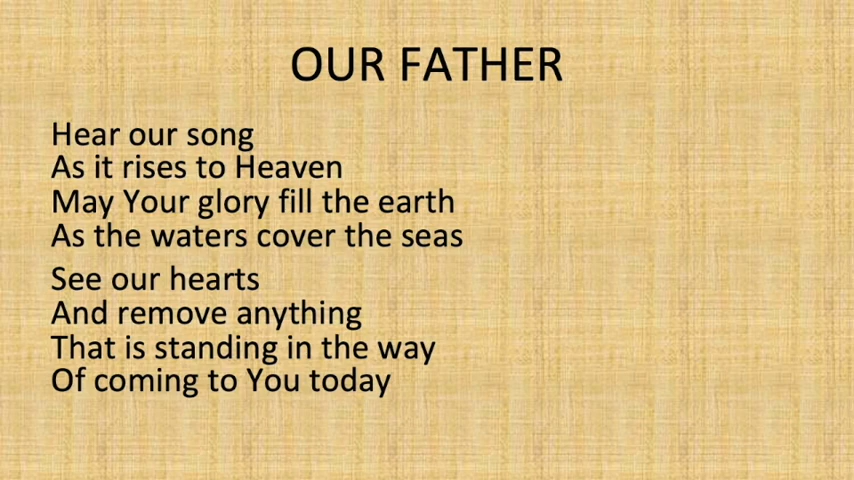 OUR FATHER
Hear our song
As it rises to Heaven
May Your glory fill the earth
As the waters cover the seas
See our hearts
And remove anything
That is standing in the way
Of coming to You today